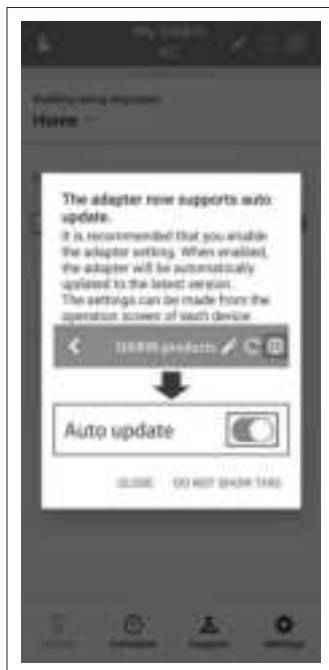 Home
The adapter now supports auto
update.
It is recommended that you enable
the adapter setting. When enabled,
the adapter will be automatically
updated to the latest version.
The settings can be made from the
operation screen of each device.
products
Auto update
CLOSE DO NOT SHOW THIS
Settings